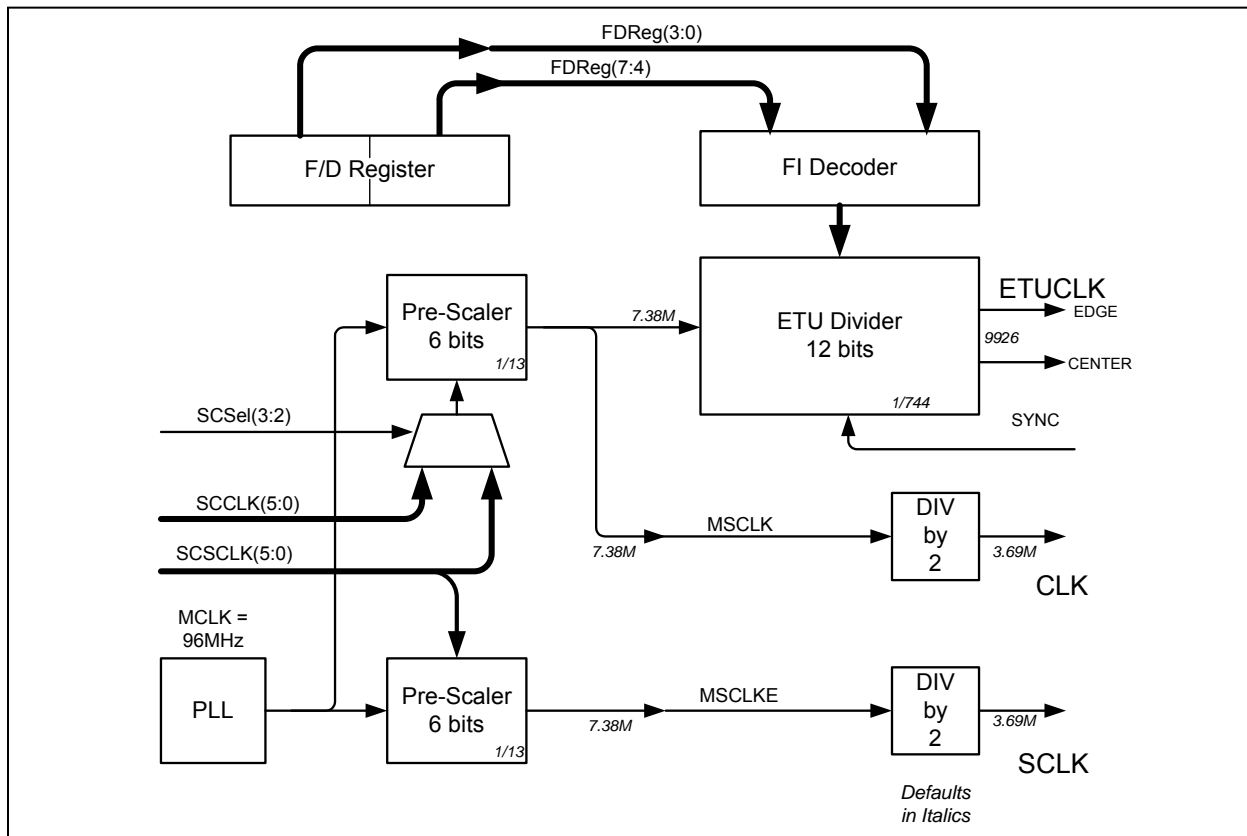 FDReg(3:0)
FDReg(7:4)
F/D Register
FI Decoder
Pre-Scaler
6 bits
1/13
7.38M
ETU Divider
12 bits
1/744
ETUCLK
EDGE
9926
CENTER
SYNC
SCSel(3:2)
SCCLK(5:0)
SCSCLK(5:0)
7.38M
MSCLK
DIV
by
2
3.69M
CLK
MCLK =
96MHz
PLL
Pre-Scaler
6 bits
1/13
7.38M
MSCLKE
DIV
by
2
3.69M
SCLK
Defaults
in Italics